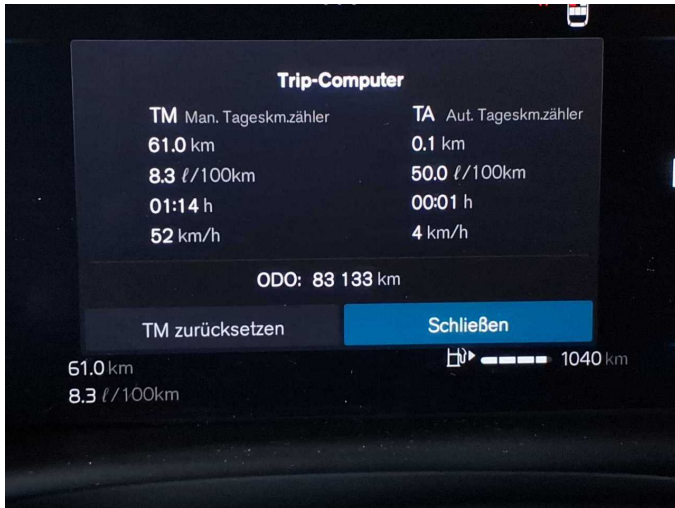 Trip-Computer
TM Man. Tageskm.zähler
61.0 km
8.3 ℓ/100km
01:14 h
52 km/h
TA Aut. Tageskm.zähler
0.1 km
50.0 ℓ/100km
00:01 h
4 km/h
ODO: 83 133 km
TM zurücksetzen
Schließen
61.0 km
8.3 ℓ/100km
1040 km